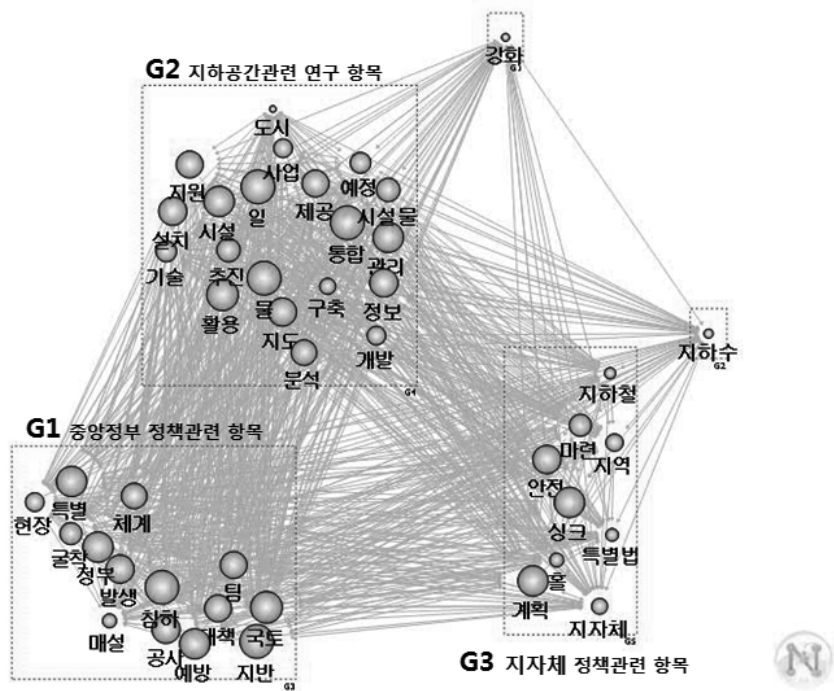 강화
G1
G2 지하공간관련 연구 항목
도시
사업
지원
일
제공
예정
시설물
설치
시설
통합
관리
기술
추진
활용
물
구축
정보
지도
개발
분석
G4
지하수
G2
지하철
마련
지역
안전
싱크
특별법
홀
계획
지자체
G5
G3 지자체 정책관련 항목
G1 중앙정부 정책관련 항목
특별
현장
체계
굴착
정부
발생
팀
침하
매설
대책
국토
공사
예방
지반
G3
N